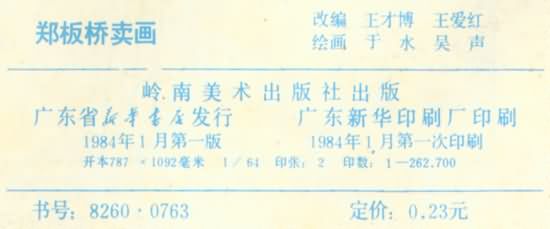 郑板桥卖画
改编 王才博 王爱红
绘画 于水 吴声
岭南美术出版社出版
广东省新华书店发行 广东新华印刷厂印刷
1984年1月第一版 1984年1月第一次印刷
开本787×1092毫米 1/64 印张:2 印数:1—262,700
书号:8260·0763 定价:0.23元